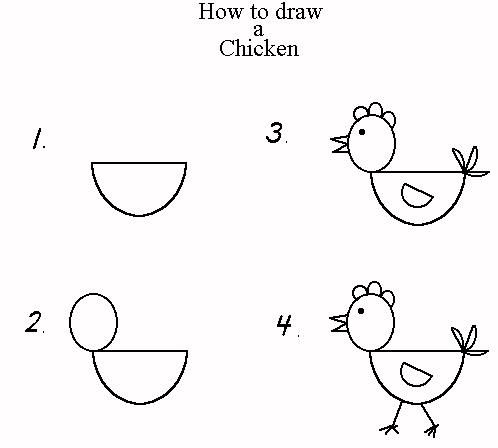 How to draw
a
Chicken
1.
2.
3.
4.